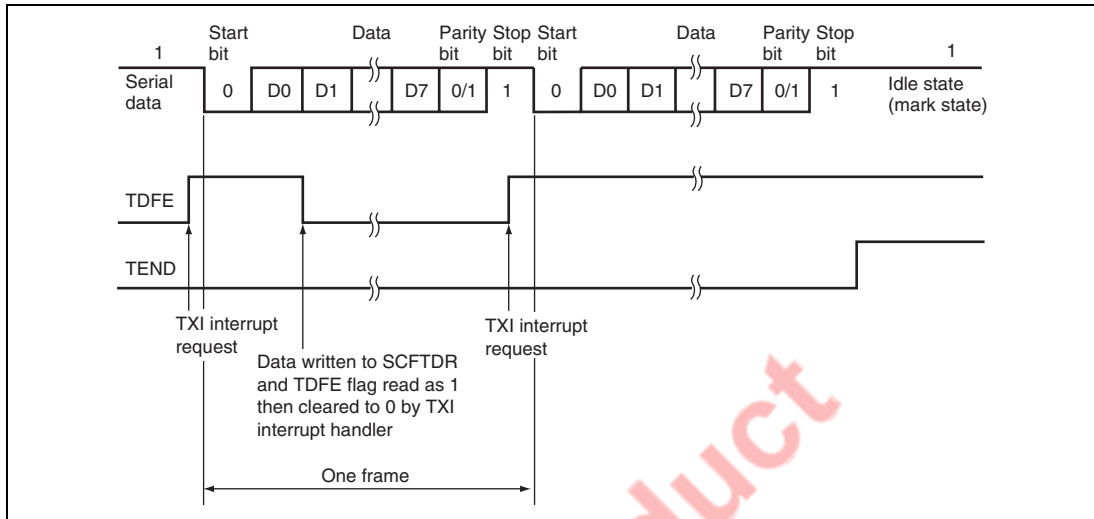 Start bit Data Parity bit Stop bit Start bit Data Parity bit Stop bit
1 1
Serial data 0 D0 D1 D7 0/1 1 0 D0 D1 D7 0/1 1 Idle state (mark state)
TDFE
TEND
TXI interrupt
request
TXI interrupt
request
Data written to SCFTDR
and TDFE flag read as 1
then cleared to 0 by TXI
interrupt handler
One frame
duct